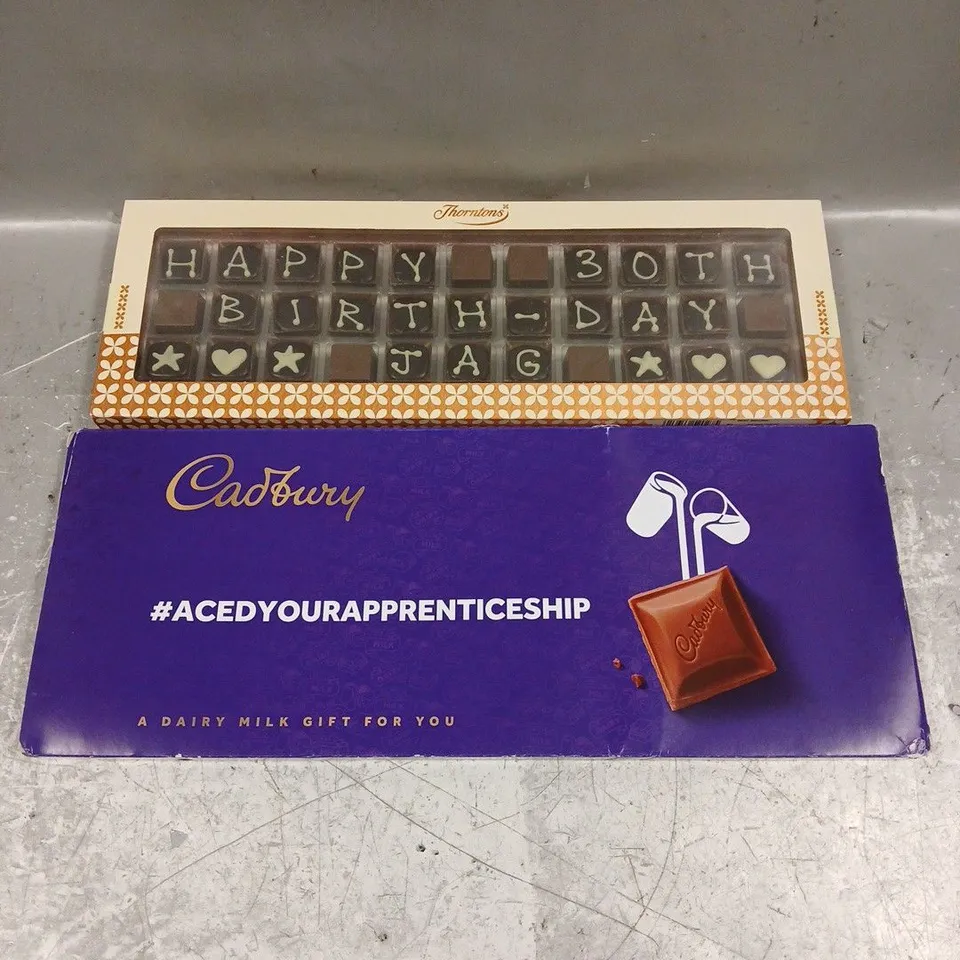 Thorntons
HAPPY 30TH
BIRTH-DAY
JAG
Cadbury
#ACEDYOURAPPRENTICESHIP
Cadbury
A DAIRY MILK GIFT FOR YOU